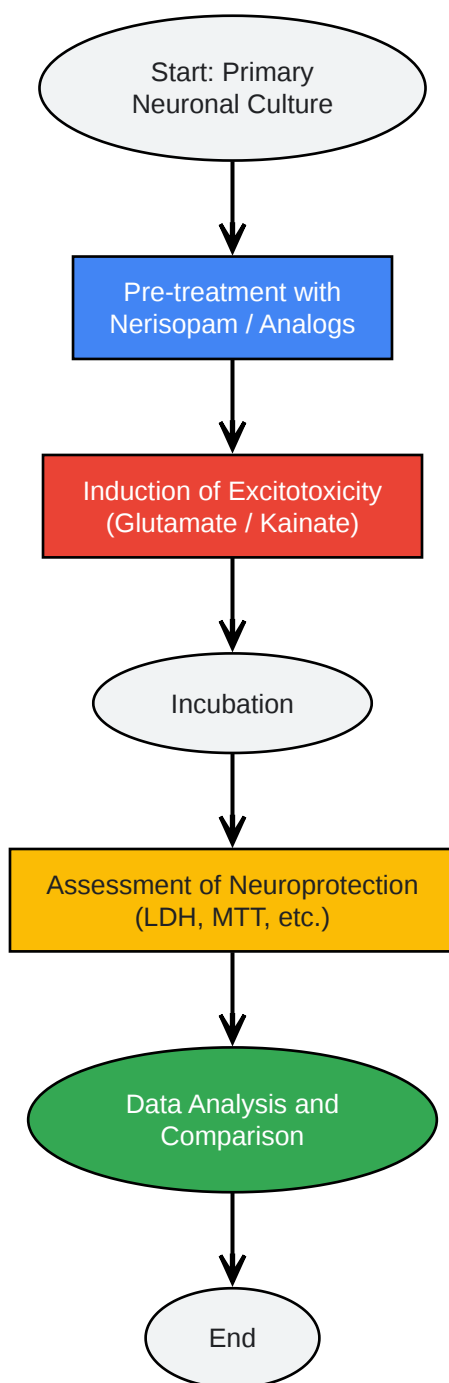 Start: Primary
Neuronal Culture
Pre-treatment with
Nerisopam / Analogs
Induction of Excitotoxicity
(Glutamate / Kainate)
Incubation
Assessment of Neuroprotection
(LDH, MTT, etc.)
Data Analysis and
Comparison
End